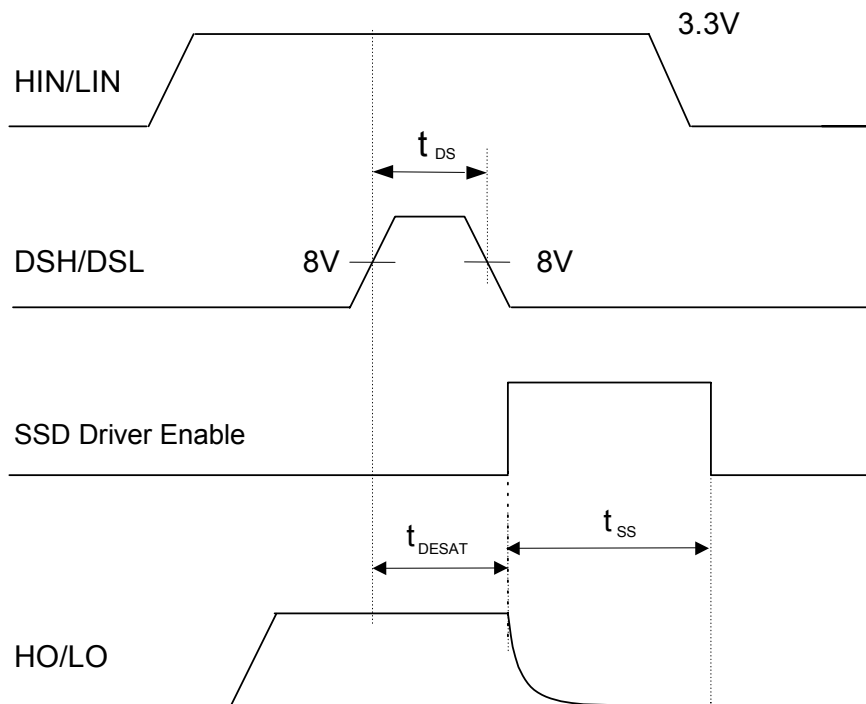 3.3V
HIN/LIN
t DS
DSH/DSL
8V
8V
SSD Driver Enable
t DESAT
t SS
HO/LO